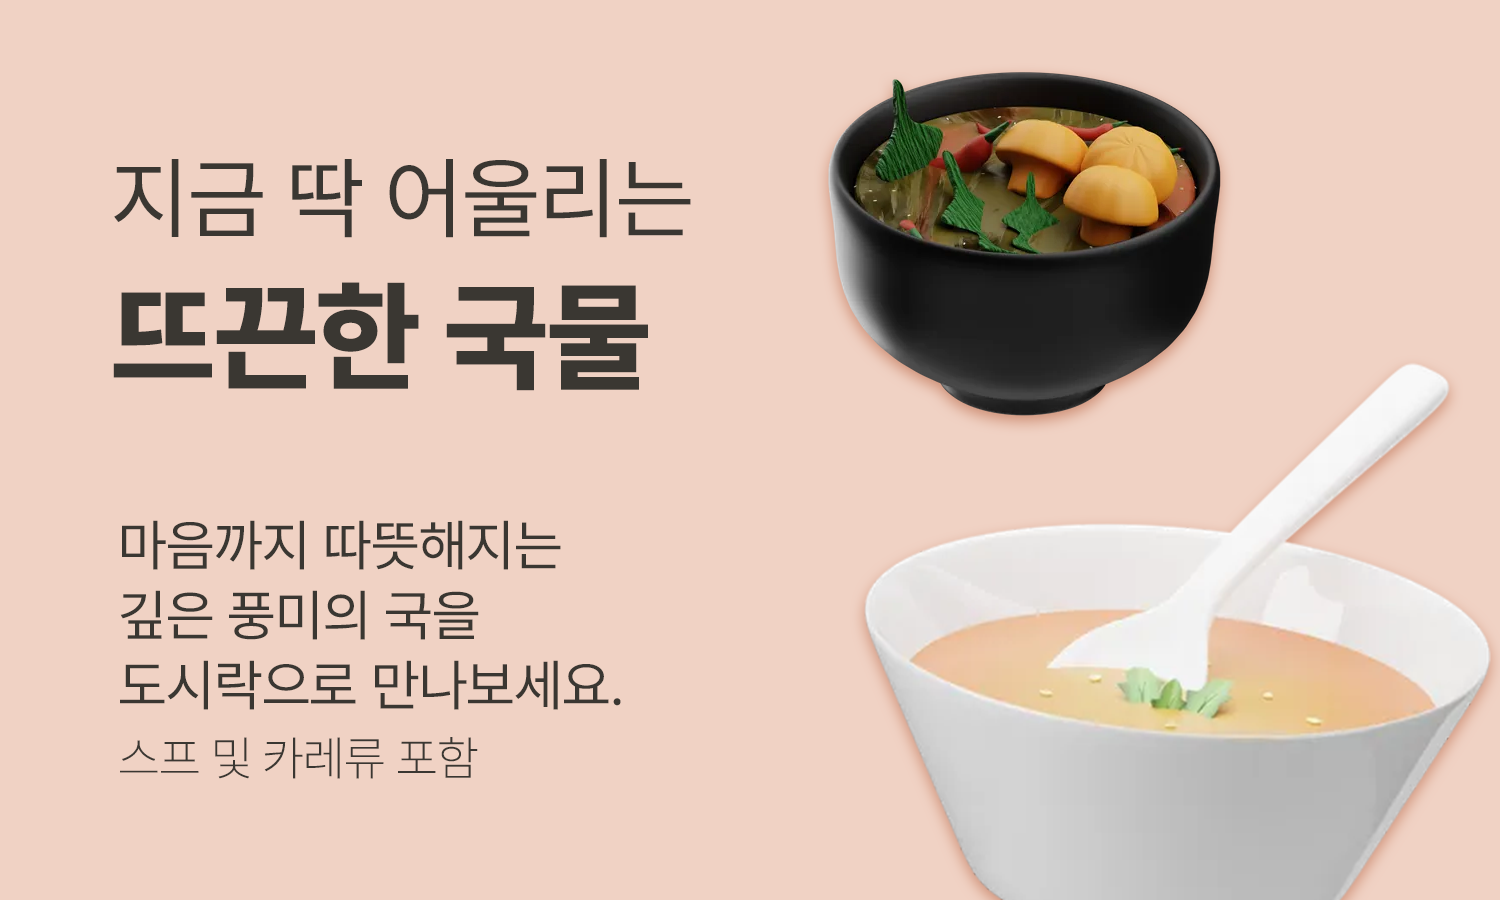 지금 딱 어울리는
뜨끈한 국물
마음까지 따뜻해지는
깊은 풍미의 국을
도시락으로 만나보세요.
스프 및 카레류 포함